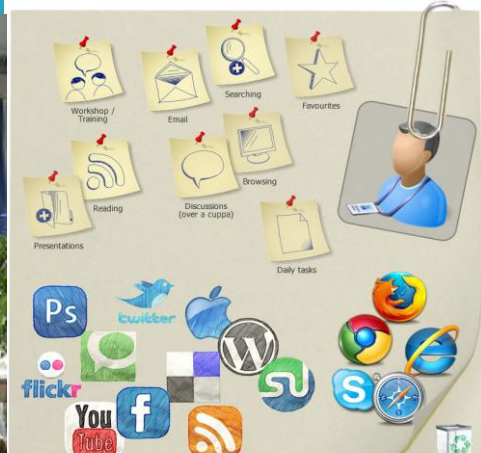 Workshop /
Training
Email
Searching
Favourites
Reading
Discussions
(over a cuppa)
Browsing
Presentations
Daily tasks
Ps
twitter
W
flickr
You
Tube
f
S